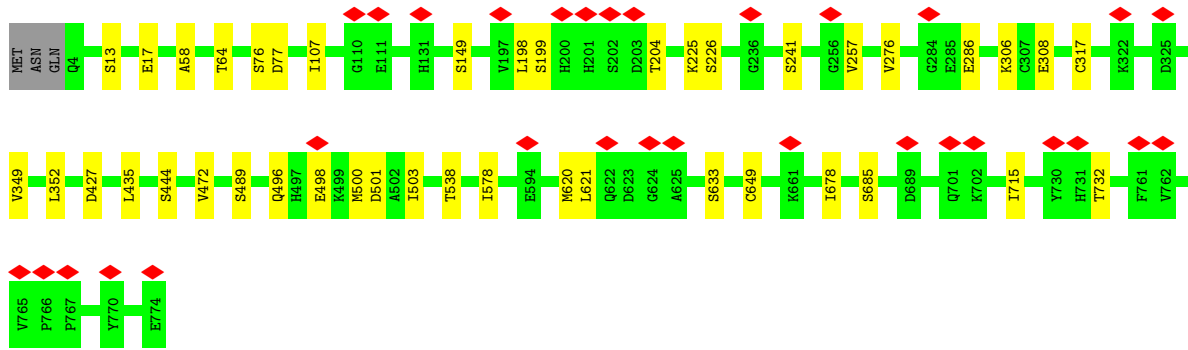 MET ASN GLN Q4 S13 E17 A58 T64 S76 D77 I107 G110 E111 H131 S149 V197 L198 S199 H200 H201 S202 D203 T204 K225 S226 G236 S241 G256 V257 V276 G284 E285 E286 K306 C307 E308 C317 K322 D325
V349 L352 D427 L435 S444 V472 S489 Q496 H497 E498 K499 M500 D501 A502 I503 T538 I578 E594 M620 L621 Q622 D623 G624 A625 S633 C649 K661 I678 S685 D689 Q701 K702 I715 Y730 H731 T732 F761 V762
V765 P766 P767 Y770 E774